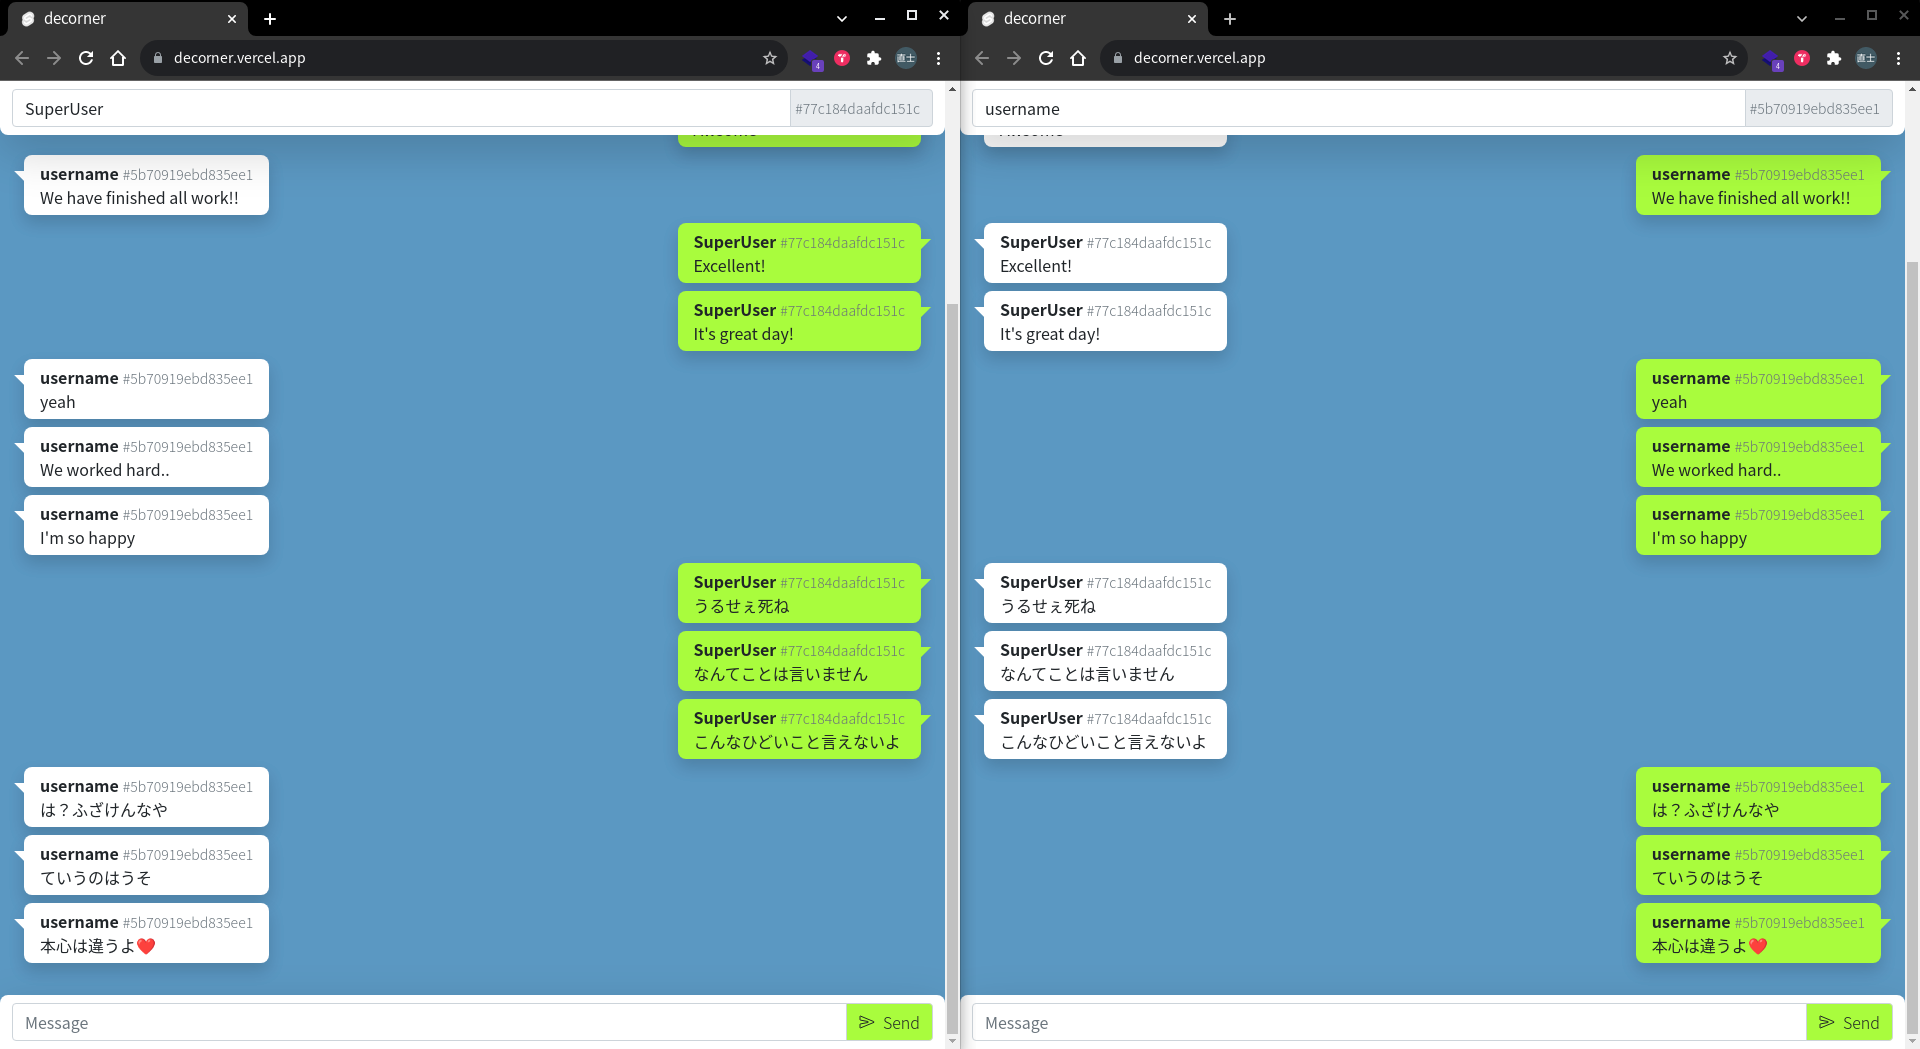 decorner
decorner.vercel.app
4
直士
SuperUser
#77c184daafdc151c
Awesome
username #5b70919ebd835ee1
We have finished all work!!
SuperUser #77c184daafdc151c
Excellent!
SuperUser #77c184daafdc151c
It's great day!
username #5b70919ebd835ee1
yeah
username #5b70919ebd835ee1
We worked hard..
username #5b70919ebd835ee1
I'm so happy
SuperUser #77c184daafdc151c
うるせぇ死ね
SuperUser #77c184daafdc151c
なんてことは言いません
SuperUser #77c184daafdc151c
こんなひどいこと言えないよ
username #5b70919ebd835ee1
は？ふざけんなや
username #5b70919ebd835ee1
ていうのはうそ
username #5b70919ebd835ee1
本心は違うよ❤️
Message
Send
decorner
decorner.vercel.app
4
直士
username
#5b70919ebd835ee1
Awesome
username #5b70919ebd835ee1
We have finished all work!!
SuperUser #77c184daafdc151c
Excellent!
SuperUser #77c184daafdc151c
It's great day!
username #5b70919ebd835ee1
yeah
username #5b70919ebd835ee1
We worked hard..
username #5b70919ebd835ee1
I'm so happy
SuperUser #77c184daafdc151c
うるせぇ死ね
SuperUser #77c184daafdc151c
なんてことは言いません
SuperUser #77c184daafdc151c
こんなひどいこと言えないよ
username #5b70919ebd835ee1
は？ふざけんなや
username #5b70919ebd835ee1
ていうのはうそ
username #5b70919ebd835ee1
本心は違うよ❤️
Message
Send